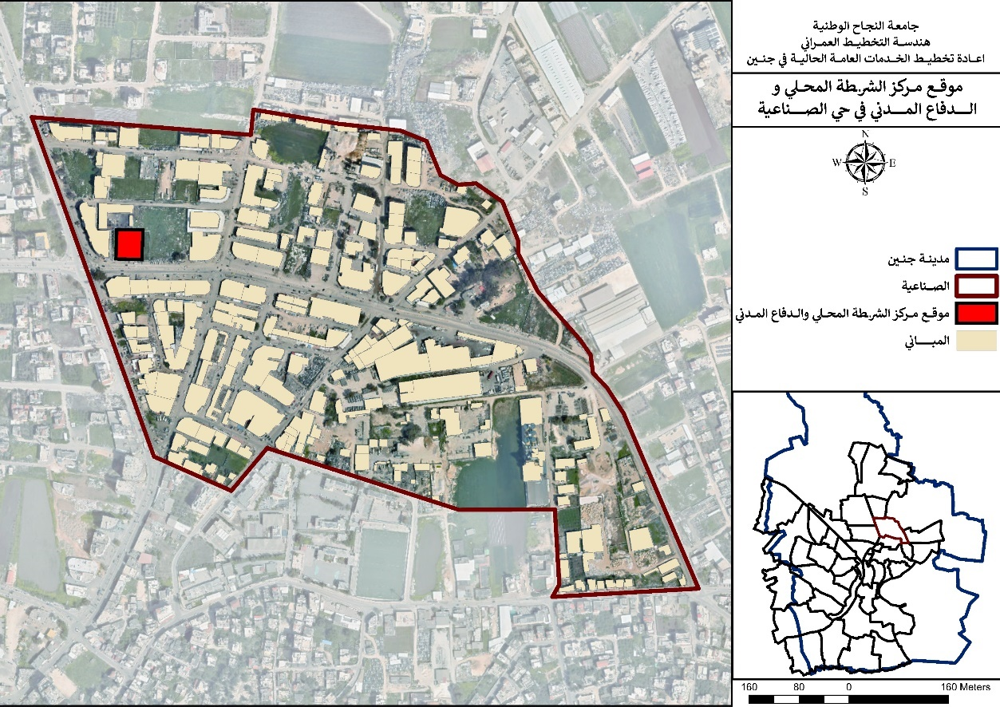 جامعة النجاح الوطنية
هندسة التخطيط العمراني
اعادة تخطيط الخدمات العامة الحالية في جنين
موقع مركز الشرطة المحلي و
الدفاع المدني في حي الصناعية
N
W E
S
مدينة جنين
الصناعية
موقع مركز الشرطة المحلي والدفاع المدني
المباني
160 80 0 160 Meters